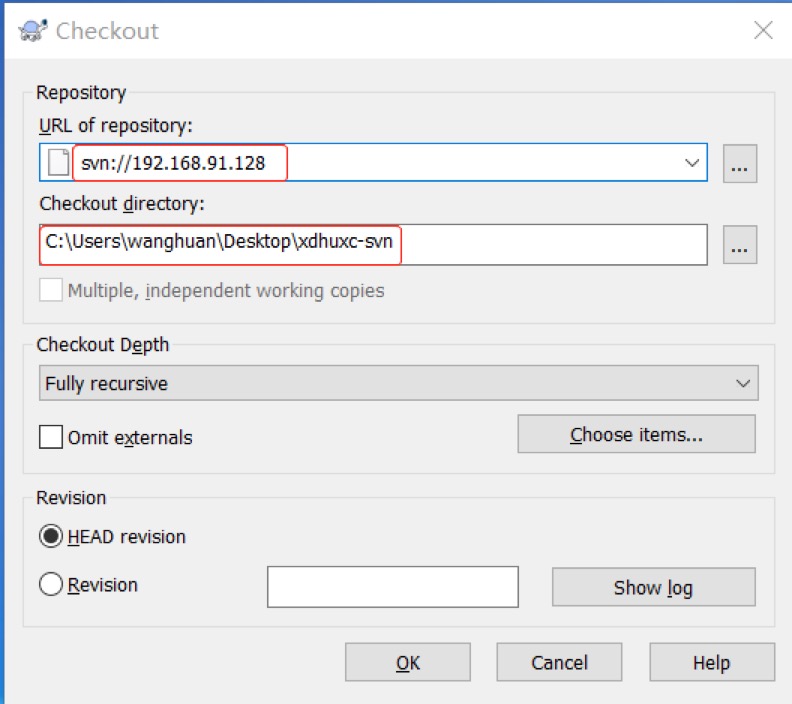 Checkout
Repository
URL of repository:
svn://192.168.91.128
...
Checkout directory:
C:\Users\wanghuan\Desktop\xdhuxc-svn
...
Multiple, independent working copies
Checkout Depth
Fully recursive
Omit externals
Choose items...
Revision
HEAD revision
Revision
Show log
OK Cancel Help